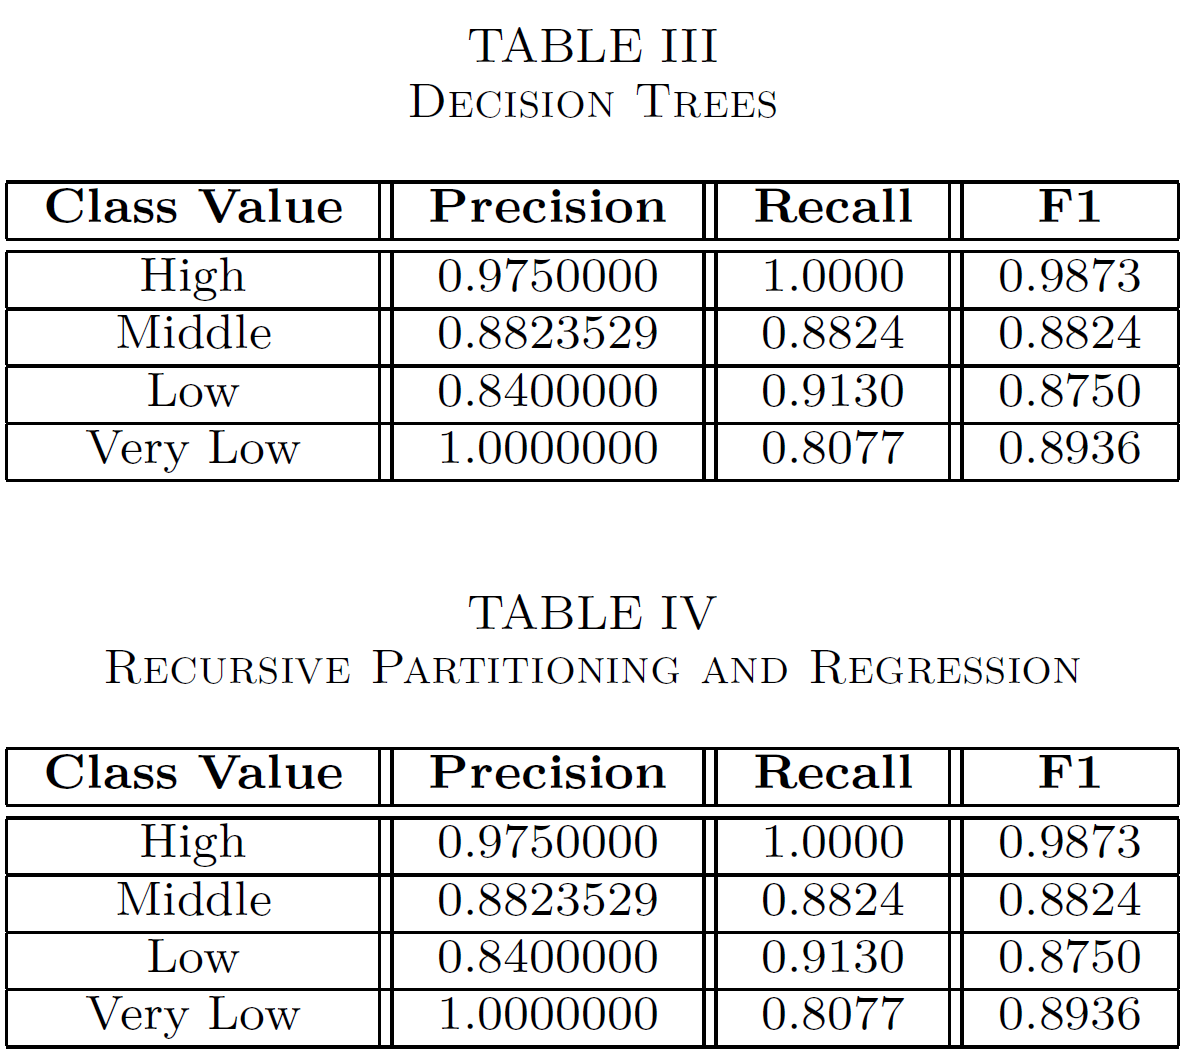 TABLE III
Decision Trees
Class Value Precision Recall F1
High 0.9750000 1.0000 0.9873
Middle 0.8823529 0.8824 0.8824
Low 0.8400000 0.9130 0.8750
Very Low 1.0000000 0.8077 0.8936
TABLE IV
Recursive Partitioning and Regression
Class Value Precision Recall F1
High 0.9750000 1.0000 0.9873
Middle 0.8823529 0.8824 0.8824
Low 0.8400000 0.9130 0.8750
Very Low 1.0000000 0.8077 0.8936